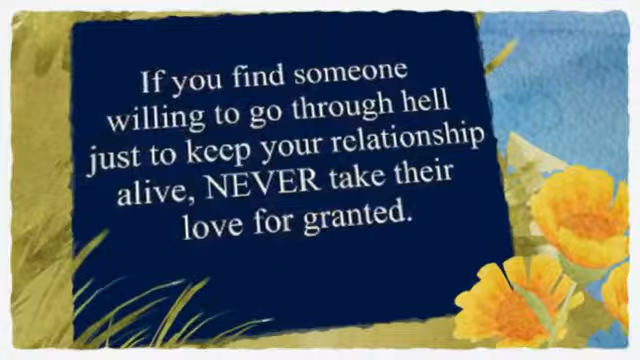 If you find someone
willing to go through hell
just to keep your relationship
alive, NEVER take their
love for granted.